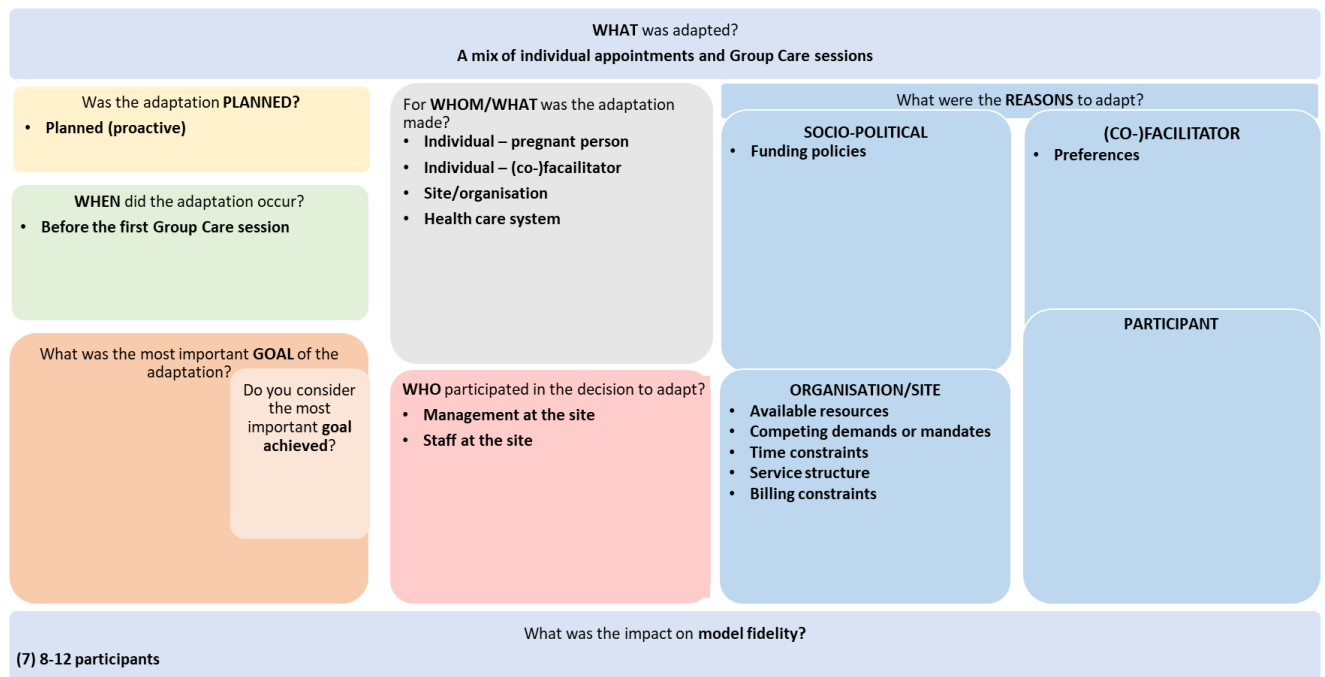 WHAT was adapted?
A mix of individual appointments and Group Care sessions
Was the adaptation PLANNED?
• Planned (proactive)
WHEN did the adaptation occur?
• Before the first Group Care session
What was the most important GOAL of the
adaptation?
Do you consider
the most
important goal
achieved?
For WHOM/WHAT was the adaptation
made?
• Individual – pregnant person
• Individual – (co-)facailitator
• Site/organisation
• Health care system
WHO participated in the decision to adapt?
• Management at the site
• Staff at the site
What were the REASONS to adapt?
SOCIO-POLITICAL
• Funding policies
(CO-)FACILITATOR
• Preferences
ORGANISATION/SITE
• Available resources
• Competing demands or mandates
• Time constraints
• Service structure
• Billing constraints
PARTICIPANT
What was the impact on model fidelity?
(7) 8-12 participants